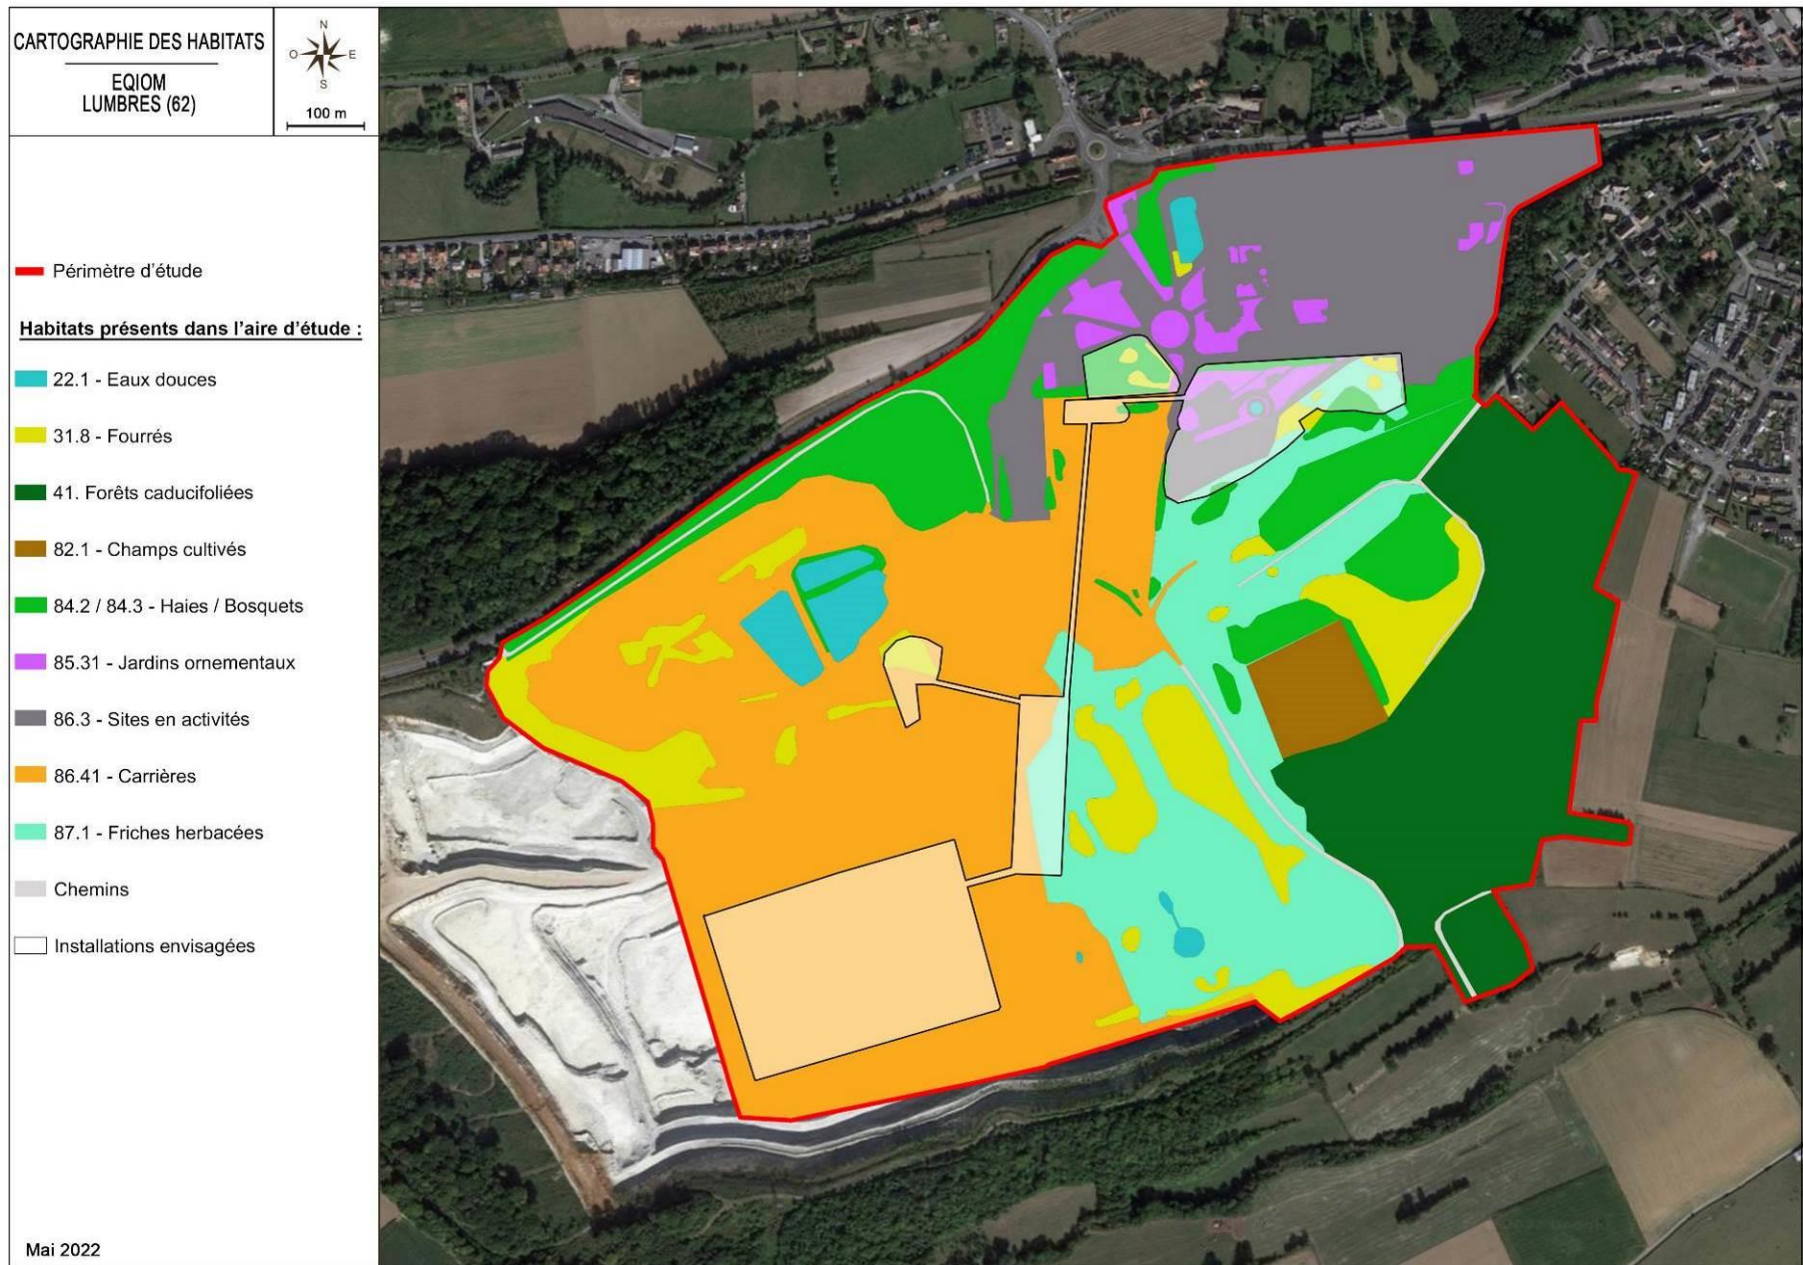 CARTOGRAPHIE DES HABITATS
EQIOM
LUMBRES (62)
N
O
E
S
100 m
Périmètre d'étude
Habitats présents dans l'aire d'étude :
22.1 - Eaux douces
31.8 - Fourrés
41. Forêts caducifoliées
82.1 - Champs cultivés
84.2 / 84.3 - Haies / Bosquets
85.31 - Jardins ornementaux
86.3 - Sites en activités
86.41 - Carrières
87.1 - Friches herbacées
Chemins
Installations envisagées
Mai 2022